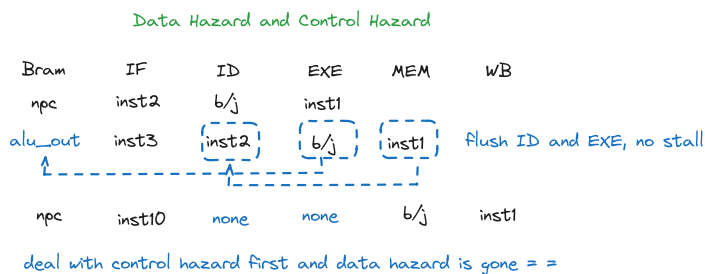 Data Hazard and Control Hazard
Bram IF ID EXE MEM WB
npc inst2 b/j inst1
alu_out inst3 inst2 b/j inst1 flush ID and EXE, no stall
npc inst10 none none b/j inst1
deal with control hazard first and data hazard is gone = =